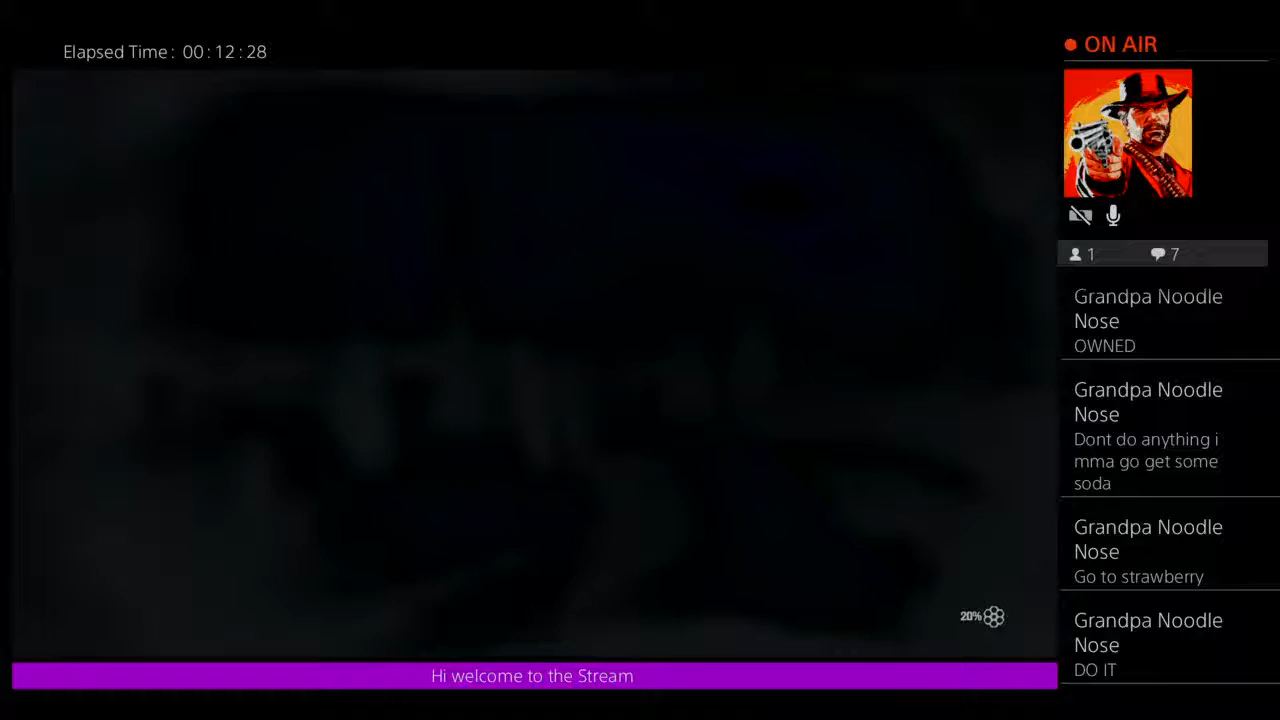 Elapsed Time: 00:12:28
ON AIR
1
7
Grandpa Noodle
Nose
OWNED
Grandpa Noodle
Nose
Dont do anything i
mma go get some
soda
Grandpa Noodle
Nose
Go to strawberry
Grandpa Noodle
Nose
DO IT
20%
Hi welcome to the Stream